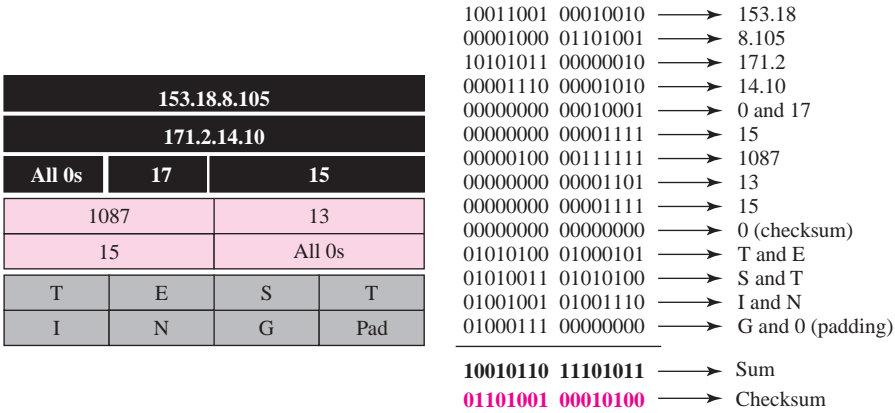 153.18.8.105
171.2.14.10
All 0s 17 15
1087 13
15 All 0s
T E S T
I N G Pad
10011001 00010010 153.18
00001000 01101001 8.105
10101011 00000010 171.2
00001110 00001010 14.10
00000000 00010001 0 and 17
00000000 00001111 15
00000100 00111111 1087
00000000 00001101 13
00000000 00001111 15
00000000 00000000 0 (checksum)
01010100 01000101 T and E
01010011 01010100 S and T
01001001 01001110 I and N
01000111 00000000 G and 0 (padding)
10010110 11101011 Sum
01101001 00010100 Checksum